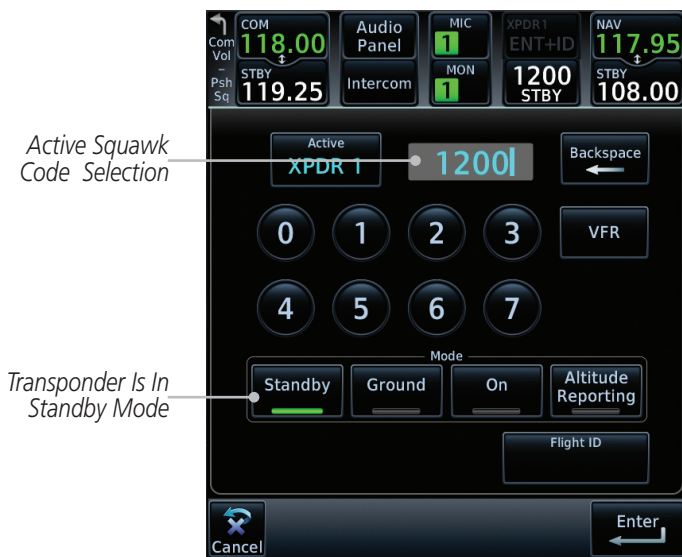 COM
118.00
STBY
119.25
Com
Vol
–
Psh
Sq
Audio
Panel
Intercom
MIC
1
MON
1
XPDR1
ENT+ID
1200
STBY
NAV
117.95
STBY
108.00
Active Squawk
Code Selection
Active
XPDR 1
1200
Backspace
0 1 2 3 VFR
4 5 6 7
Mode
Transponder Is In
Standby Mode
Standby
Ground
On
Altitude
Reporting
Flight ID
Cancel
Enter